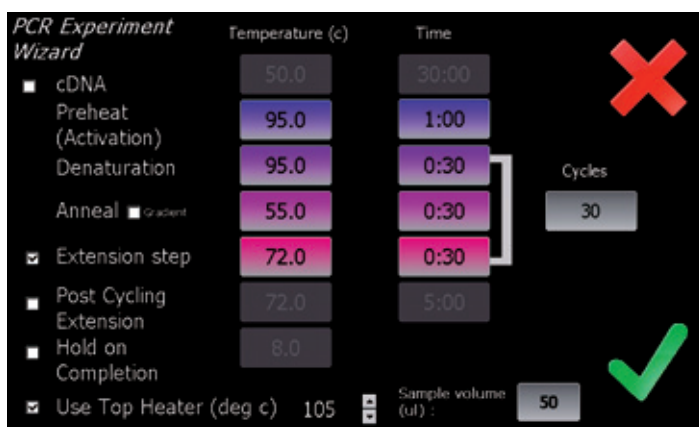 PCR Experiment Wizard
Temperature (c) Time
cDNA 50.0 30:00
Preheat (Activation) 95.0 1:00
Denaturation 95.0 0:30
Cycles
Anneal Gradient 55.0 0:30 30
Extension step 72.0 0:30
Post Cycling Extension 72.0 5:00
Hold on Completion 8.0
Use Top Heater (deg c) 105 Sample volume (ul) : 50